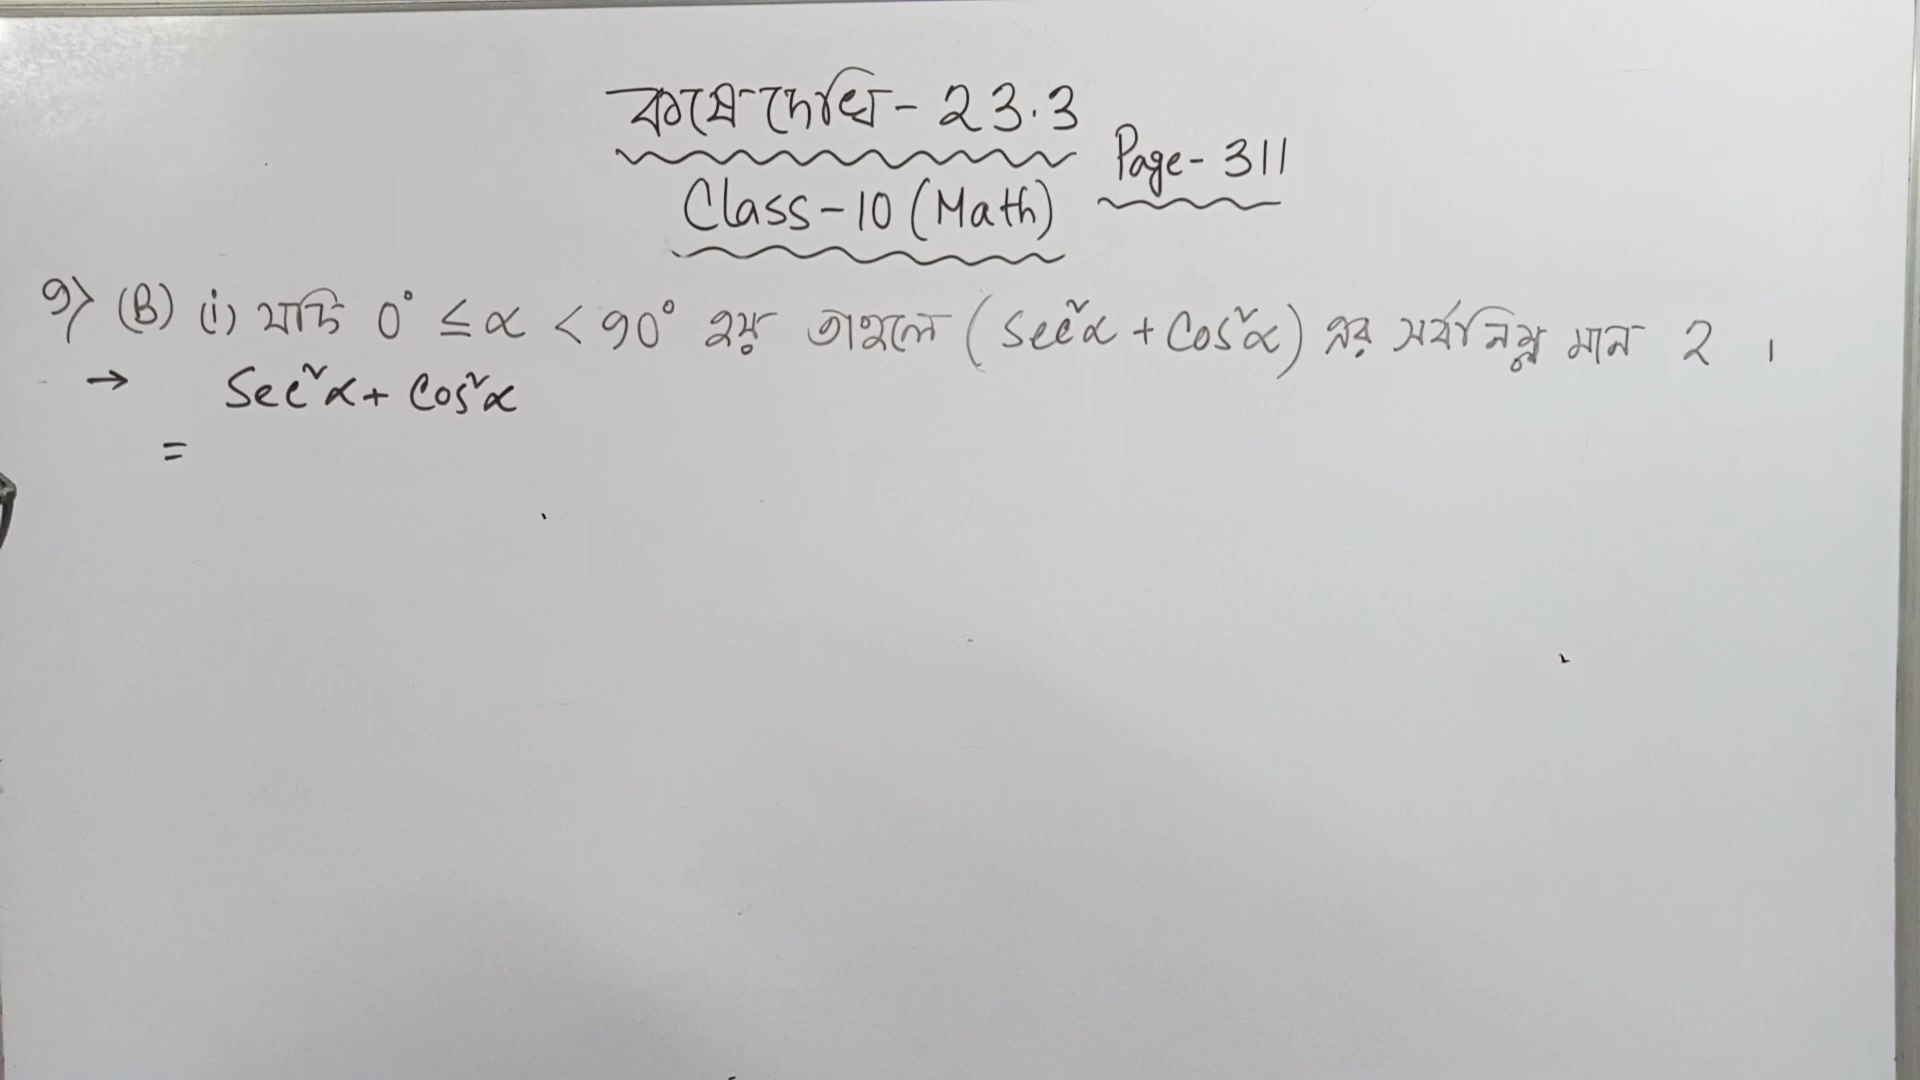 কষে দেখি - 23.3
Page - 311
Class - 10 (Math)
9) (B) (i) যদি 0° ≤ α < 90° হয় তাহলে (Sec²α + Cos²α) এর সর্বনিম্ন মান 2 ।
→ Sec²α + Cos²α
=